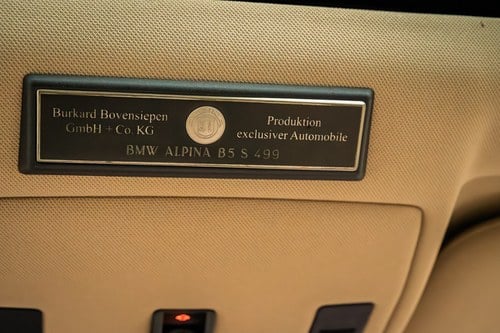 Burkard Bovensiepen
GmbH + Co. KG
Produktion
exclusiver Automobile
BMW ALPINA B5 S 499